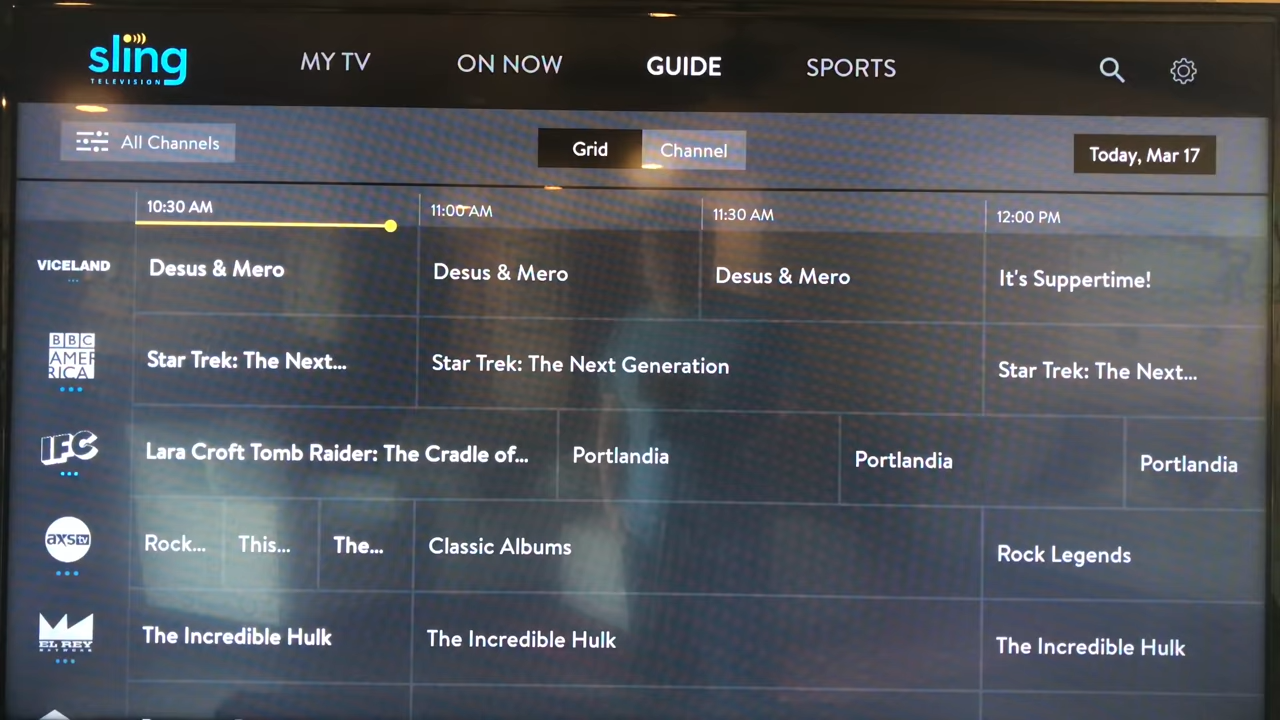 sling
TELEVISION
MY TV
ON NOW
GUIDE
SPORTS
All Channels
Grid
Channel
Today, Mar 17
10:30 AM
11:00 AM
11:30 AM
12:00 PM
VICELAND
Desus & Mero
Desus & Mero
Desus & Mero
It's Suppertime!
BBC
AMER
RICA
Star Trek: The Next...
Star Trek: The Next Generation
Star Trek: The Next...
IFC
Lara Croft Tomb Raider: The Cradle of...
Portlandia
Portlandia
Portlandia
axstv
Rock...
This...
The...
Classic Albums
Rock Legends
EL REY
NETWORK
The Incredible Hulk
The Incredible Hulk
The Incredible Hulk